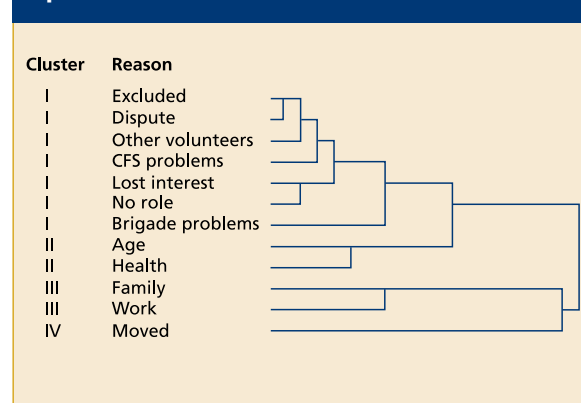 Cluster Reason
I Excluded
I Dispute
I Other volunteers
I CFS problems
I Lost interest
I No role
I Brigade problems
II Age
II Health
III Family
III Work
IV Moved